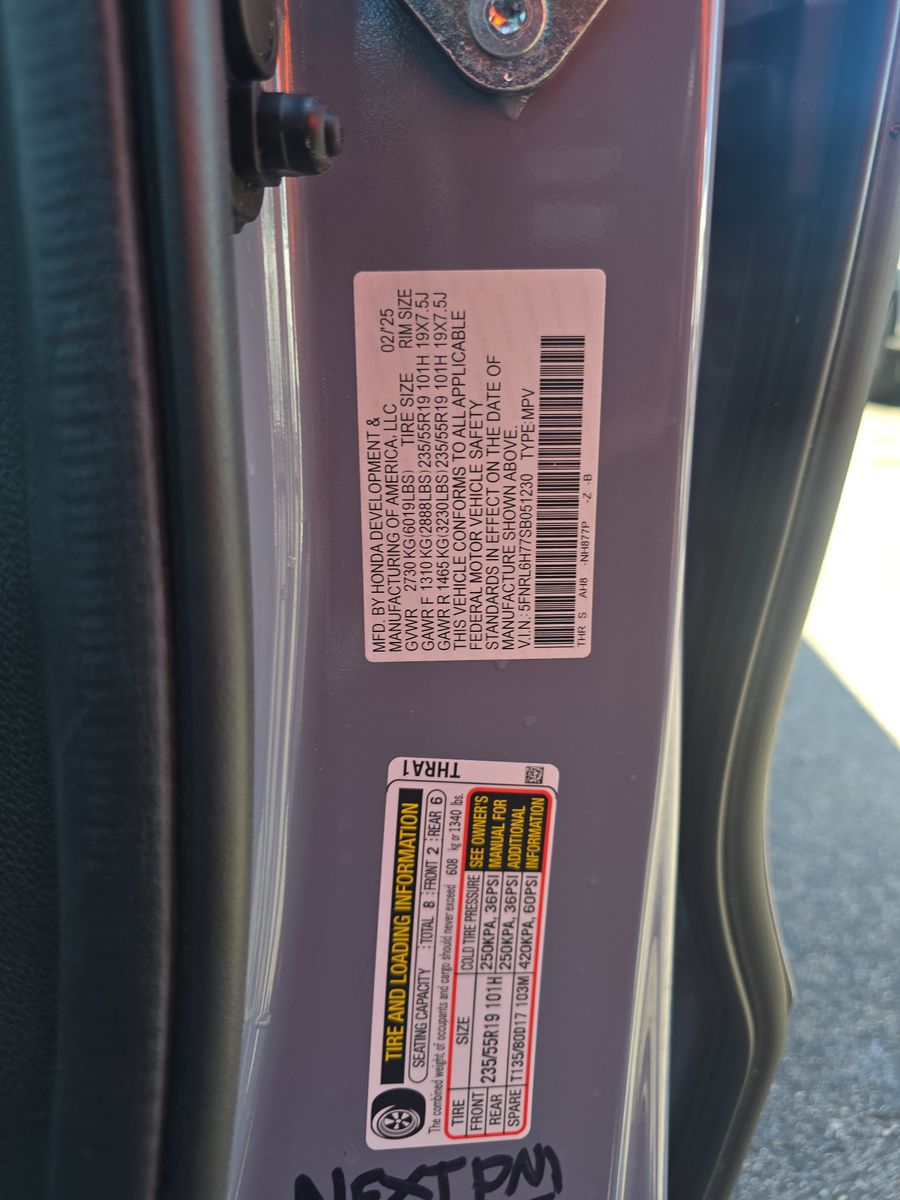 MFD. BY HONDA DEVELOPMENT &
MANUFACTURING OF AMERICA, LLC 02/'25
GVWR 2730 KG(6019LBS) TIRE SIZE RIM SIZE
GAWR F 1310 KG(2888LBS)235/55R19 101H 19X7.5J
GAWR R 1465 KG(3230LBS)235/55R19 101H 19X7.5J
THIS VEHICLE CONFORMS TO ALL APPLICABLE
FEDERAL MOTOR VEHICLE SAFETY
STANDARDS IN EFFECT ON THE DATE OF
MANUFACTURE SHOWN ABOVE.
V.I.N.:5FNRL6H77SB051230 TYPE:MPV
THR S AH8 -NH877P -Z -B
THRA1
TIRE AND LOADING INFORMATION
SEATING CAPACITY :TOTAL 8 :FRONT 2 :REAR 6
The combined weight of occupants and cargo should never exceed 608 kg or 1340 lbs.
TIRE SIZE COLD TIRE PRESSURE
FRONT 235/55R19 101H 250KPA, 36PSI
REAR 250KPA, 36PSI
SPARE T135/80D17 103M 420KPA, 60PSI
SEE OWNER'S
MANUAL FOR
ADDITIONAL
INFORMATION
NEXT